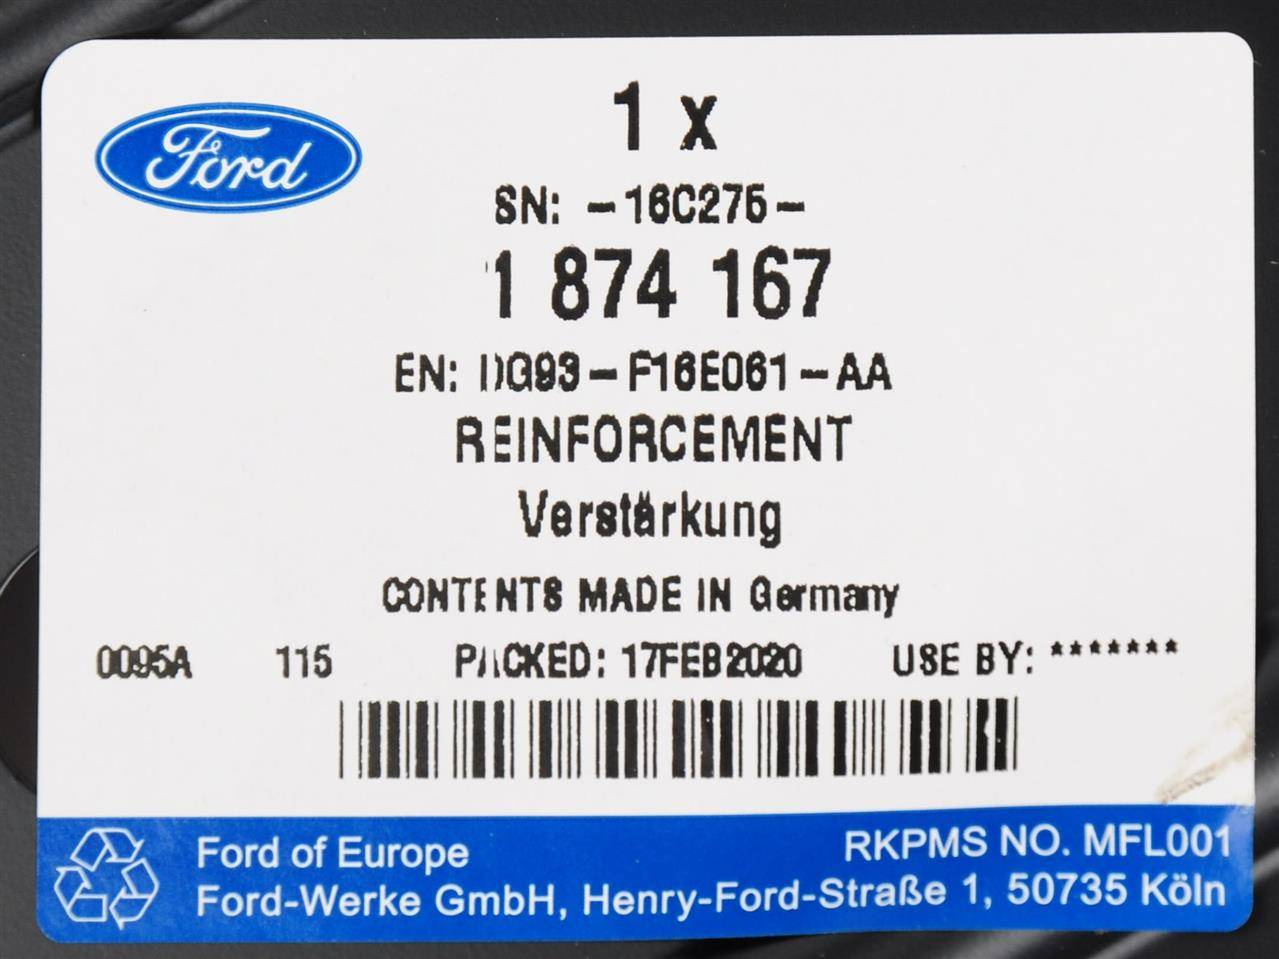 Ford
1 x
SN: -16C275-
1 874 167
EN: DG93-F16E061-AA
REINFORCEMENT
Verstärkung
CONTENTS MADE IN Germany
0095A 115 PACKED: 17FEB2020 USE BY: *******
Ford of Europe RKPMS NO. MFL001
Ford-Werke GmbH, Henry-Ford-Straße 1, 50735 Köln